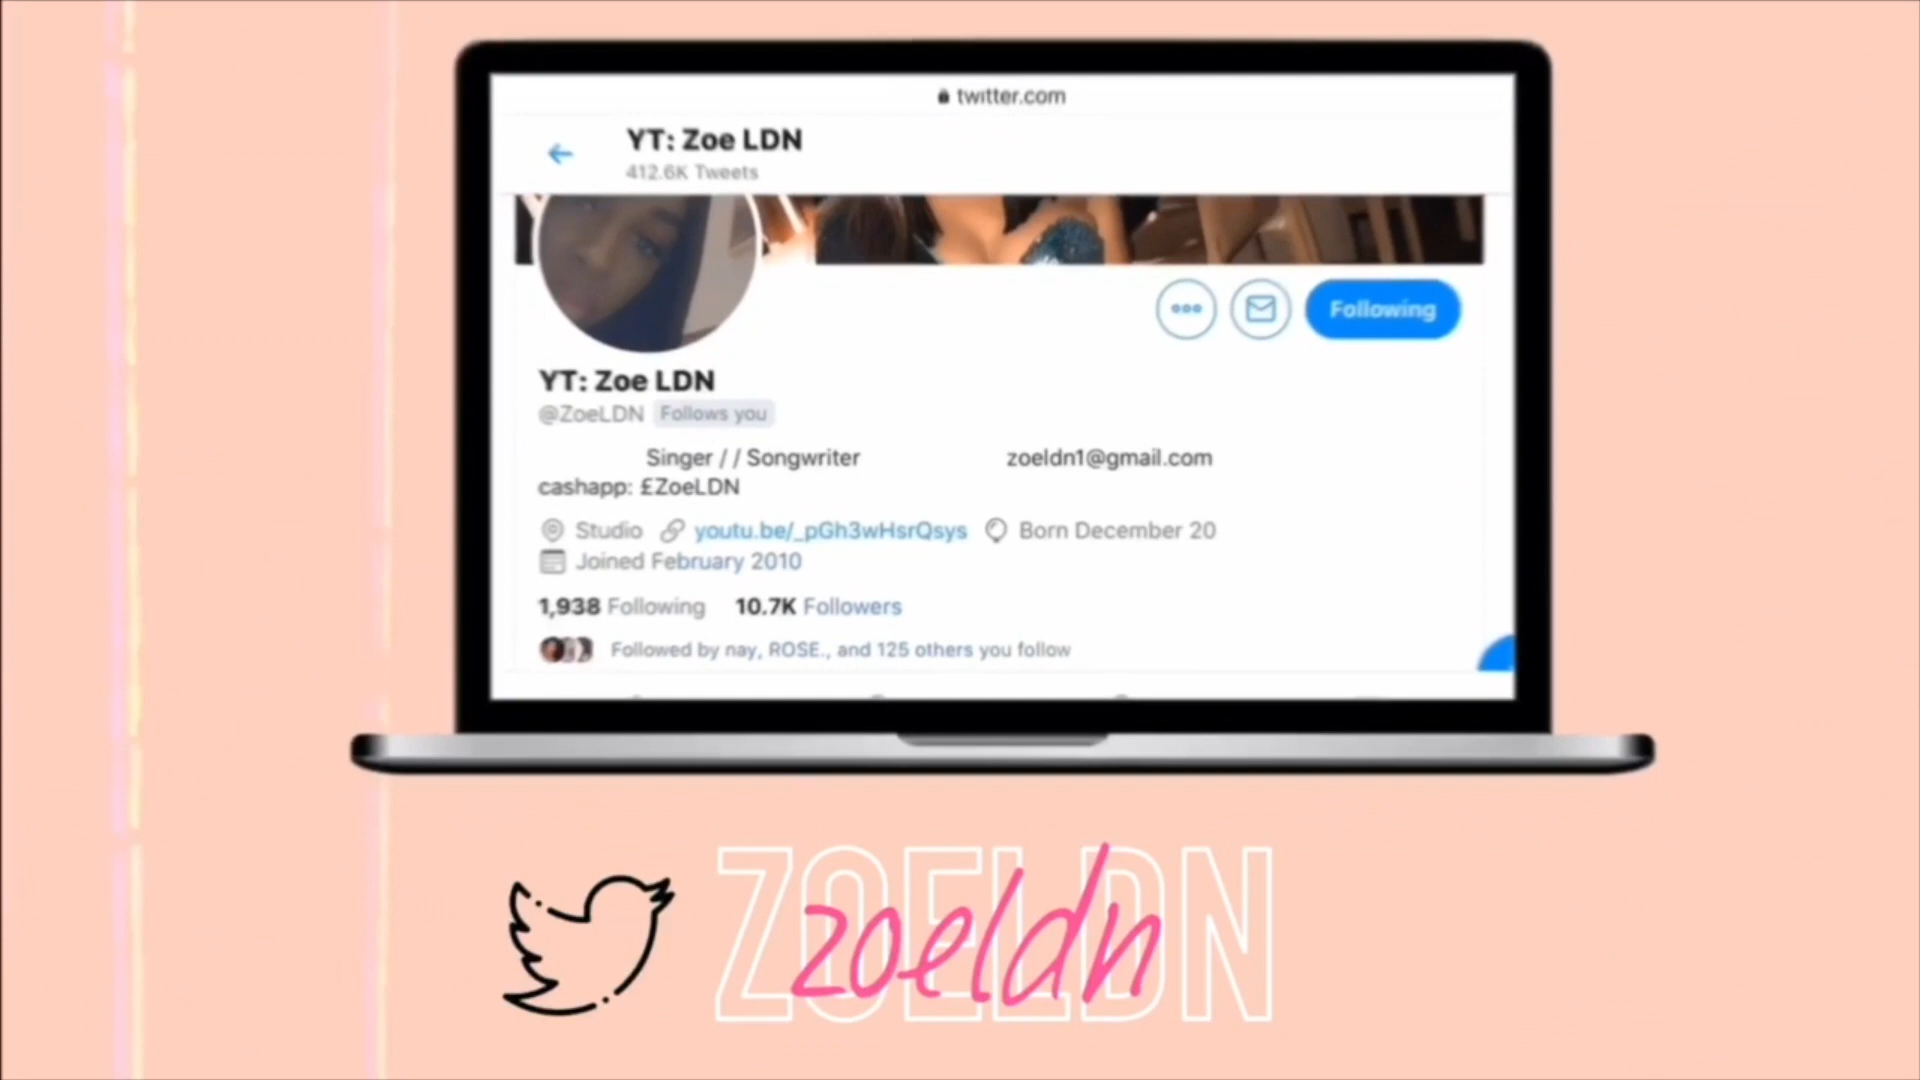 twitter.com
YT: Zoe LDN
412.6K Tweets
Following
YT: Zoe LDN
@ZoeLDN Follows you
Singer // Songwriter zoeldn1@gmail.com
cashapp: £ZoeLDN
Studio youtu.be/_pGh3wHsrQsys Born December 20
Joined February 2010
1,938 Following 10.7K Followers
Followed by nay, ROSE., and 125 others you follow
ZOELDN
zoeldn